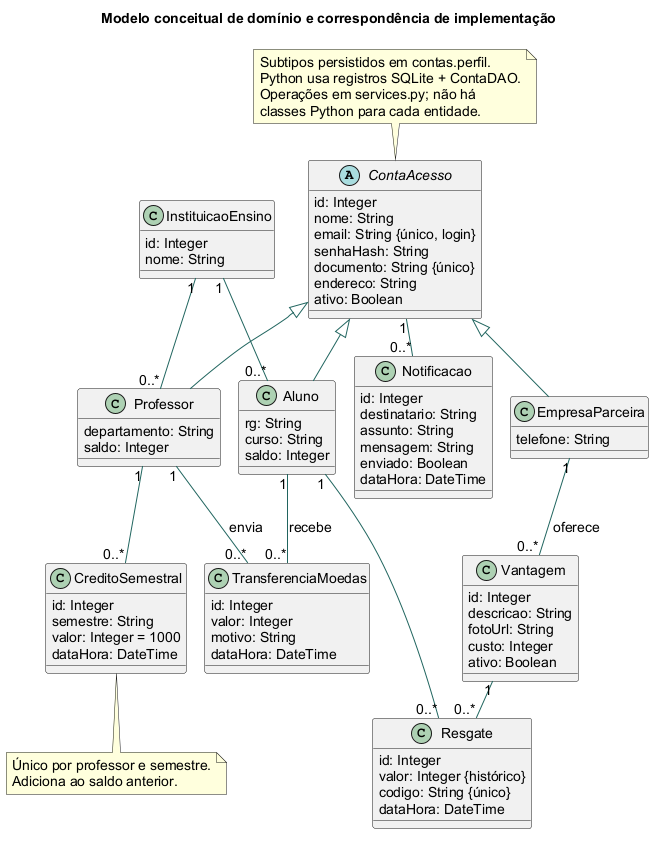 Modelo conceitual de domínio e correspondência de implementação
Subtipos persistidos em contas.perfil.
Python usa registros SQLite + ContaDAO.
Operações em services.py; não há
classes Python para cada entidade.
A ContaAcesso
id: Integer
nome: String
email: String {único, login}
senhaHash: String
documento: String {único}
endereco: String
ativo: Boolean
C InstituicaoEnsino
id: Integer
nome: String
1
1
1
0..*
0..*
0..*
C Professor
departamento: String
saldo: Integer
C Aluno
rg: String
curso: String
saldo: Integer
C Notificacao
id: Integer
destinatario: String
assunto: String
mensagem: String
enviado: Boolean
dataHora: DateTime
C EmpresaParceira
telefone: String
1
1
1
1
1
envia
recebe
oferece
0..*
0..*
0..*
0..*
C CreditoSemestral
id: Integer
semestre: String
valor: Integer = 1000
dataHora: DateTime
C TransferenciaMoedas
id: Integer
valor: Integer
motivo: String
dataHora: DateTime
C Vantagem
id: Integer
descricao: String
fotoUrl: String
custo: Integer
ativo: Boolean
1
0..*
0..*
C Resgate
id: Integer
valor: Integer {histórico}
codigo: String {único}
dataHora: DateTime
Único por professor e semestre.
Adiciona ao saldo anterior.